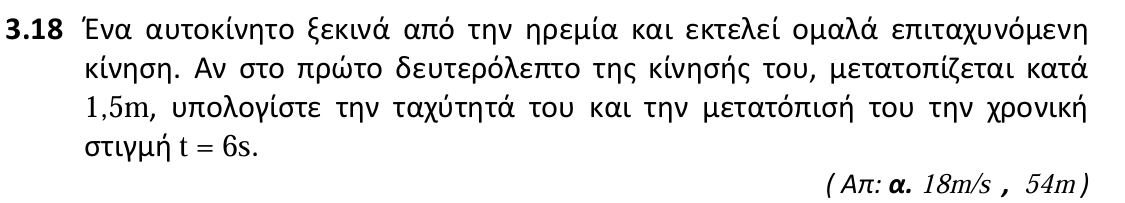 3.18 Ένα αυτοκίνητο ξεκινά από την ηρεμία και εκτελεί ομαλά επιταχυνόμενη
κίνηση. Αν στο πρώτο δευτερόλεπτο της κίνησής του, μετατοπίζεται κατά
1,5m, υπολογίστε την ταχύτητά του και την μετατόπισή του την χρονική
στιγμή t = 6s.
( Απ: α. 18m/s , 54m )